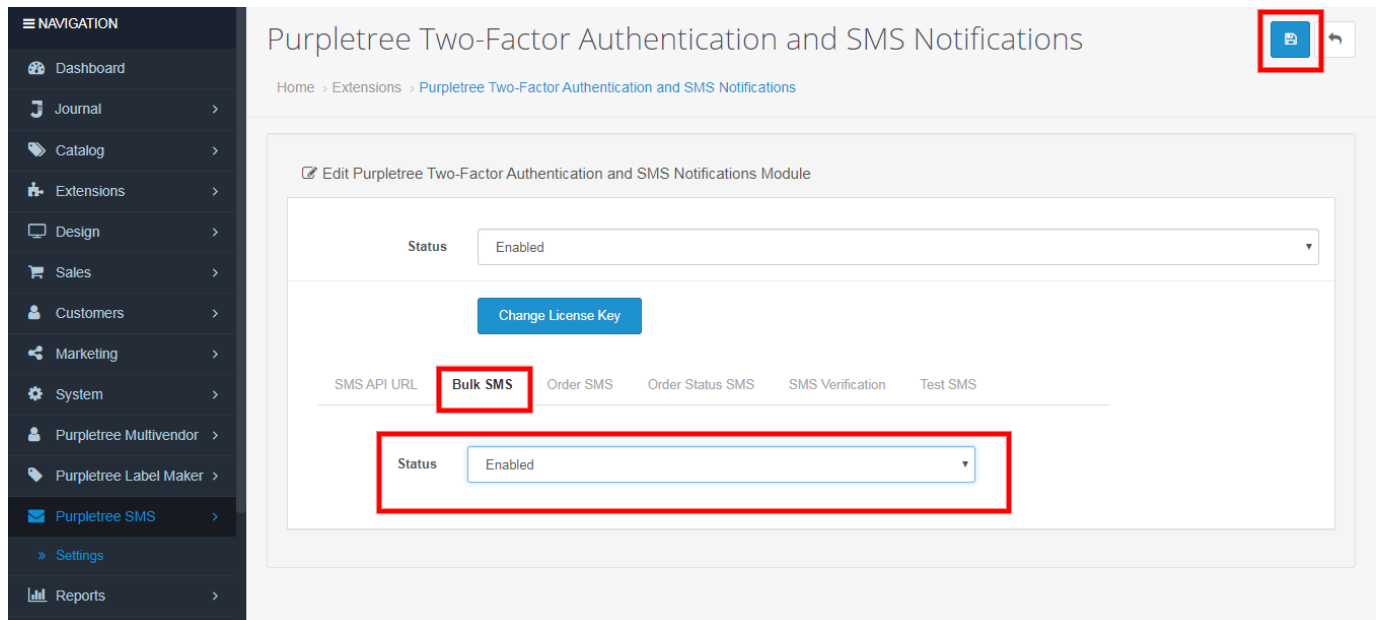 NAVIGATION
Dashboard
Journal
Catalog
Extensions
Design
Sales
Customers
Marketing
System
Purpletree Multivendor
Purpletree Label Maker
Purpletree SMS
Settings
Reports
Purpletree Two-Factor Authentication and SMS Notifications
Home › Extensions › Purpletree Two-Factor Authentication and SMS Notifications
Edit Purpletree Two-Factor Authentication and SMS Notifications Module
Status Enabled
Change License Key
SMS API URL Bulk SMS Order SMS Order Status SMS SMS Verification Test SMS
Status Enabled